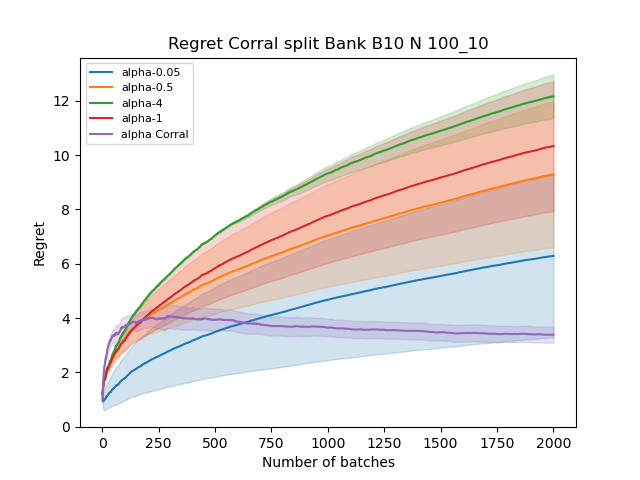 Regret Corral split Bank B10 N 100_10
alpha-0.05
alpha-0.5
alpha-4
alpha-1
alpha Corral
12
10
8
6
4
2
0
Regret
0 250 500 750 1000 1250 1500 1750 2000
Number of batches